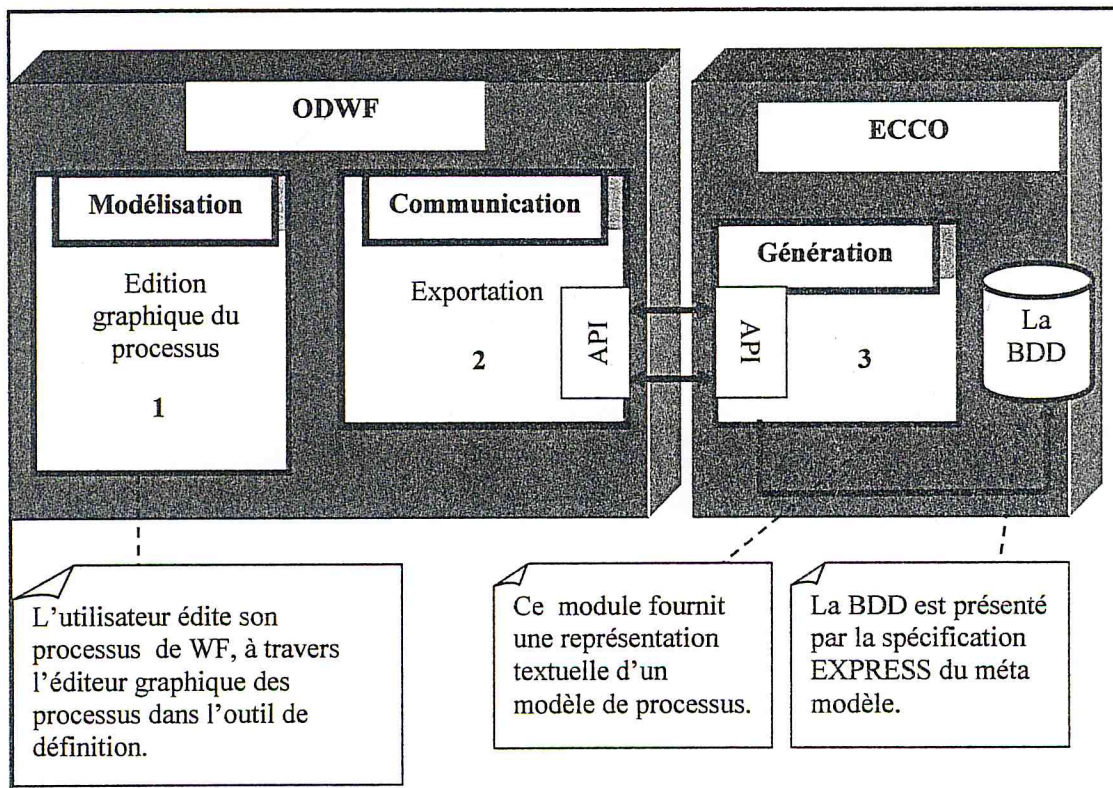 ODWF
ECCO
Modélisation
Edition
graphique du
processus
1
Communication
Exportation
2
API
API
Génération
3
La
BDD
L'utilisateur édite son
processus de WF, à travers
l'éditeur graphique des
processus dans l'outil de
définition.
Ce module fournit
une représentation
textuelle d'un
modèle de processus.
La BDD est présenté
par la spécification
EXPRESS du méta
modèle.